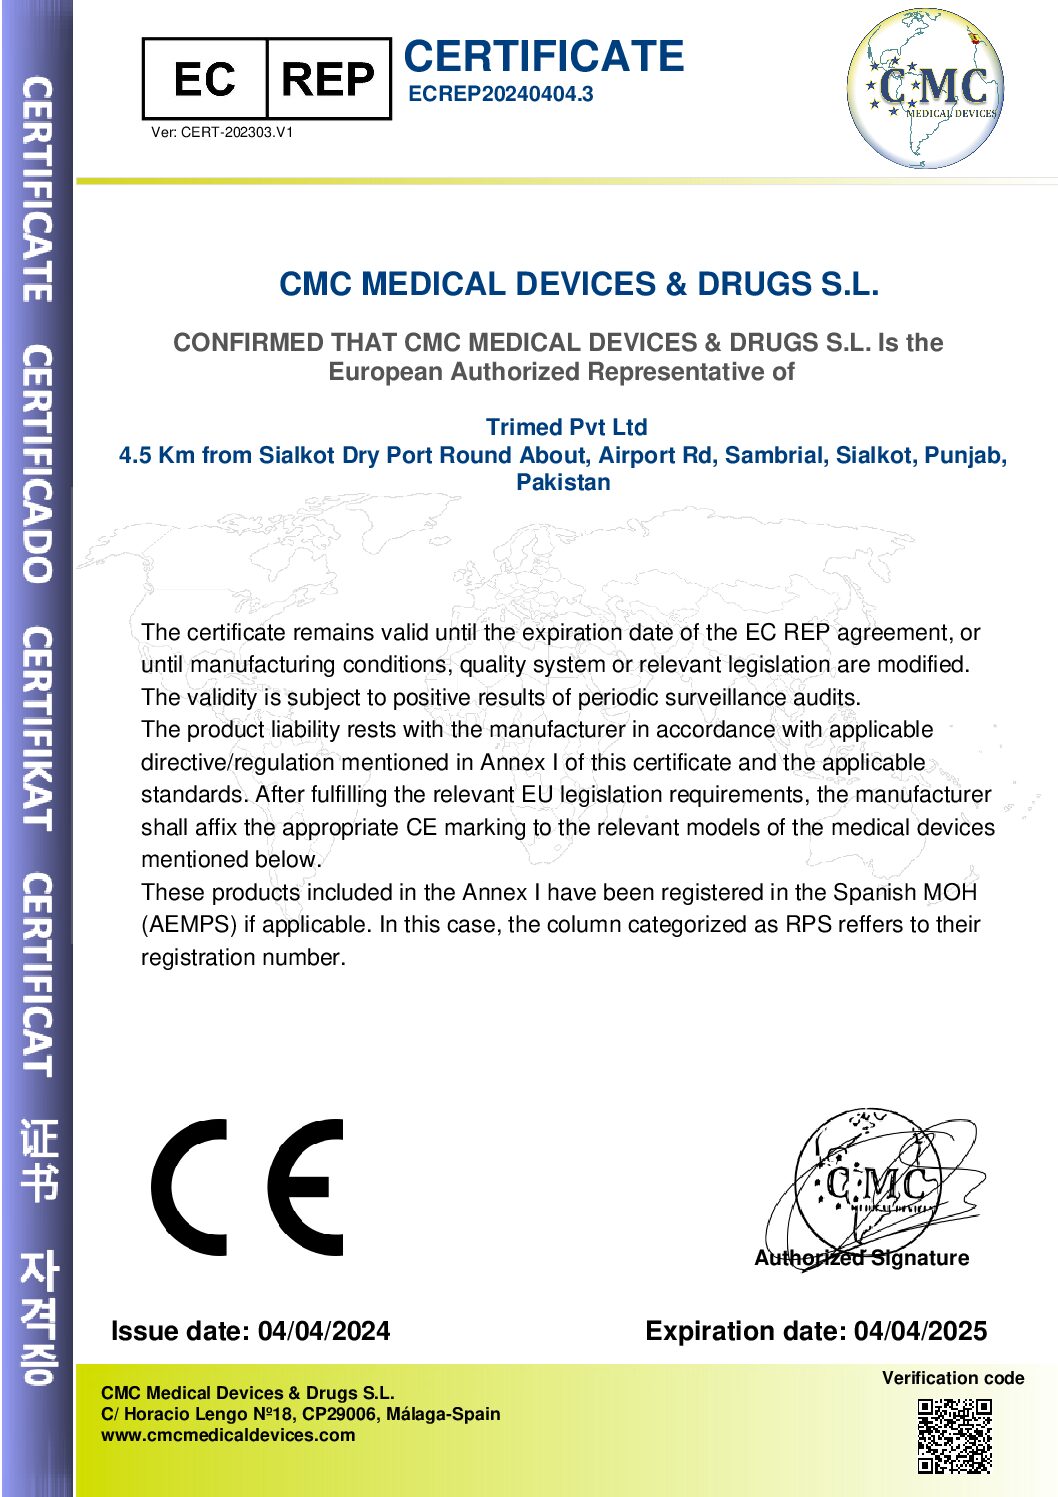 EC REP
CERTIFICATE
ECREP20240404.3
Ver: CERT-202303.V1
CMC
MEDICAL DEVICES
CERTIFICATE
CERTIFICADO
CERTIFIKAT
CERTIFICAT
证书
자격증
CMC MEDICAL DEVICES & DRUGS S.L.
CONFIRMED THAT CMC MEDICAL DEVICES & DRUGS S.L. Is the
European Authorized Representative of
Trimed Pvt Ltd
4.5 Km from Sialkot Dry Port Round About, Airport Rd, Sambrial, Sialkot, Punjab,
Pakistan
The certificate remains valid until the expiration date of the EC REP agreement, or
until manufacturing conditions, quality system or relevant legislation are modified.
The validity is subject to positive results of periodic surveillance audits.
The product liability rests with the manufacturer in accordance with applicable
directive/regulation mentioned in Annex I of this certificate and the applicable
standards. After fulfilling the relevant EU legislation requirements, the manufacturer
shall affix the appropriate CE marking to the relevant models of the medical devices
mentioned below.
These products included in the Annex I have been registered in the Spanish MOH
(AEMPS) if applicable. In this case, the column categorized as RPS reffers to their
registration number.
CE
CMC
MEDICAL DEVICES
Authorized Signature
Issue date: 04/04/2024
Expiration date: 04/04/2025
CMC Medical Devices & Drugs S.L.
C/ Horacio Lengo Nº18, CP29006, Málaga-Spain
www.cmcmedicaldevices.com
Verification code